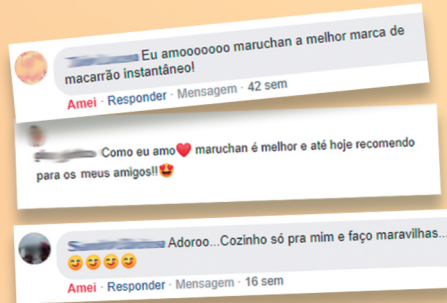 Eu amooooooo maruchan a melhor marca de
macarrão instantâneo!
Amei · Responder · Mensagem · 42 sem
Como eu amo❤️ maruchan é melhor e até hoje recomendo
para os meus amigos!!😍
Adoroo...Cozinho só pra mim e faço maravilhas...
😊😊😊😊
Amei · Responder · Mensagem · 16 sem